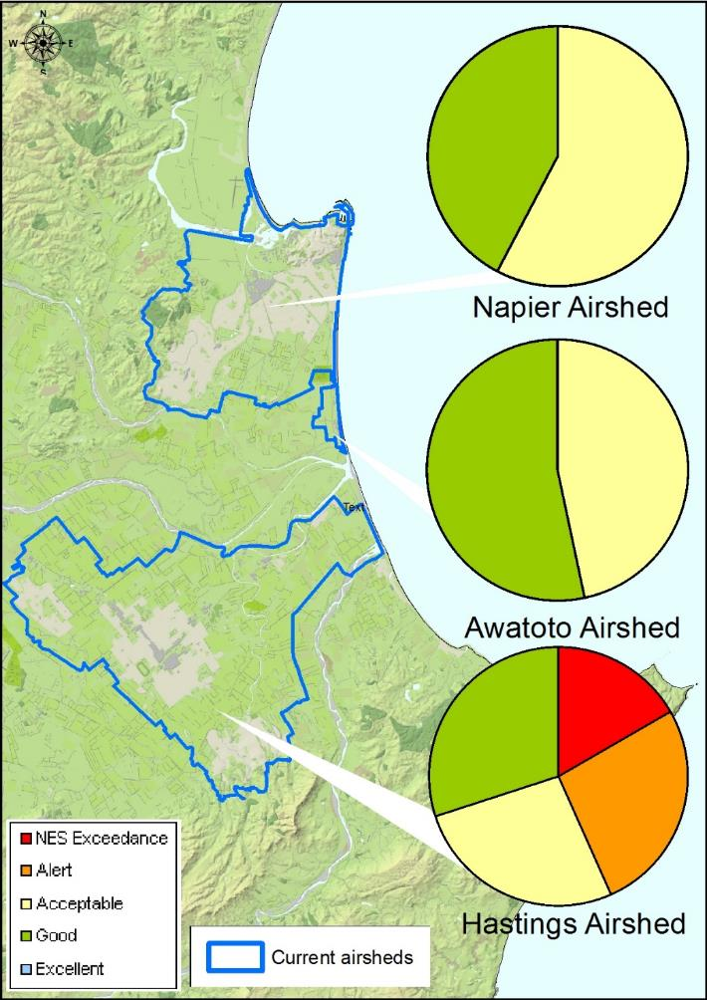 N
W E
S
Napier Airshed
Text
Awatoto Airshed
Hastings Airshed
NES Exceedance
Alert
Acceptable
Good
Excellent
Current airsheds